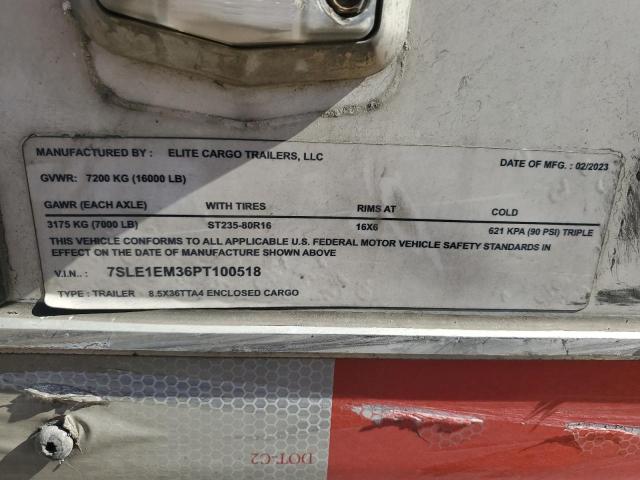 MANUFACTURED BY : ELITE CARGO TRAILERS, LLC DATE OF MFG. : 02/2023
GVWR: 7200 KG (16000 LB)
GAWR (EACH AXLE) WITH TIRES RIMS AT COLD
3175 KG (7000 LB) ST235-80R16 16X6 621 KPA (90 PSI) TRIPLE
THIS VEHICLE CONFORMS TO ALL APPLICABLE U.S. FEDERAL MOTOR VEHICLE SAFETY STANDARDS IN
EFFECT ON THE DATE OF MANUFACTURE SHOWN ABOVE
V.I.N.. : 7SLE1EM36PT100518
TYPE : TRAILER 8.5X36TTA4 ENCLOSED CARGO
DOT-C2